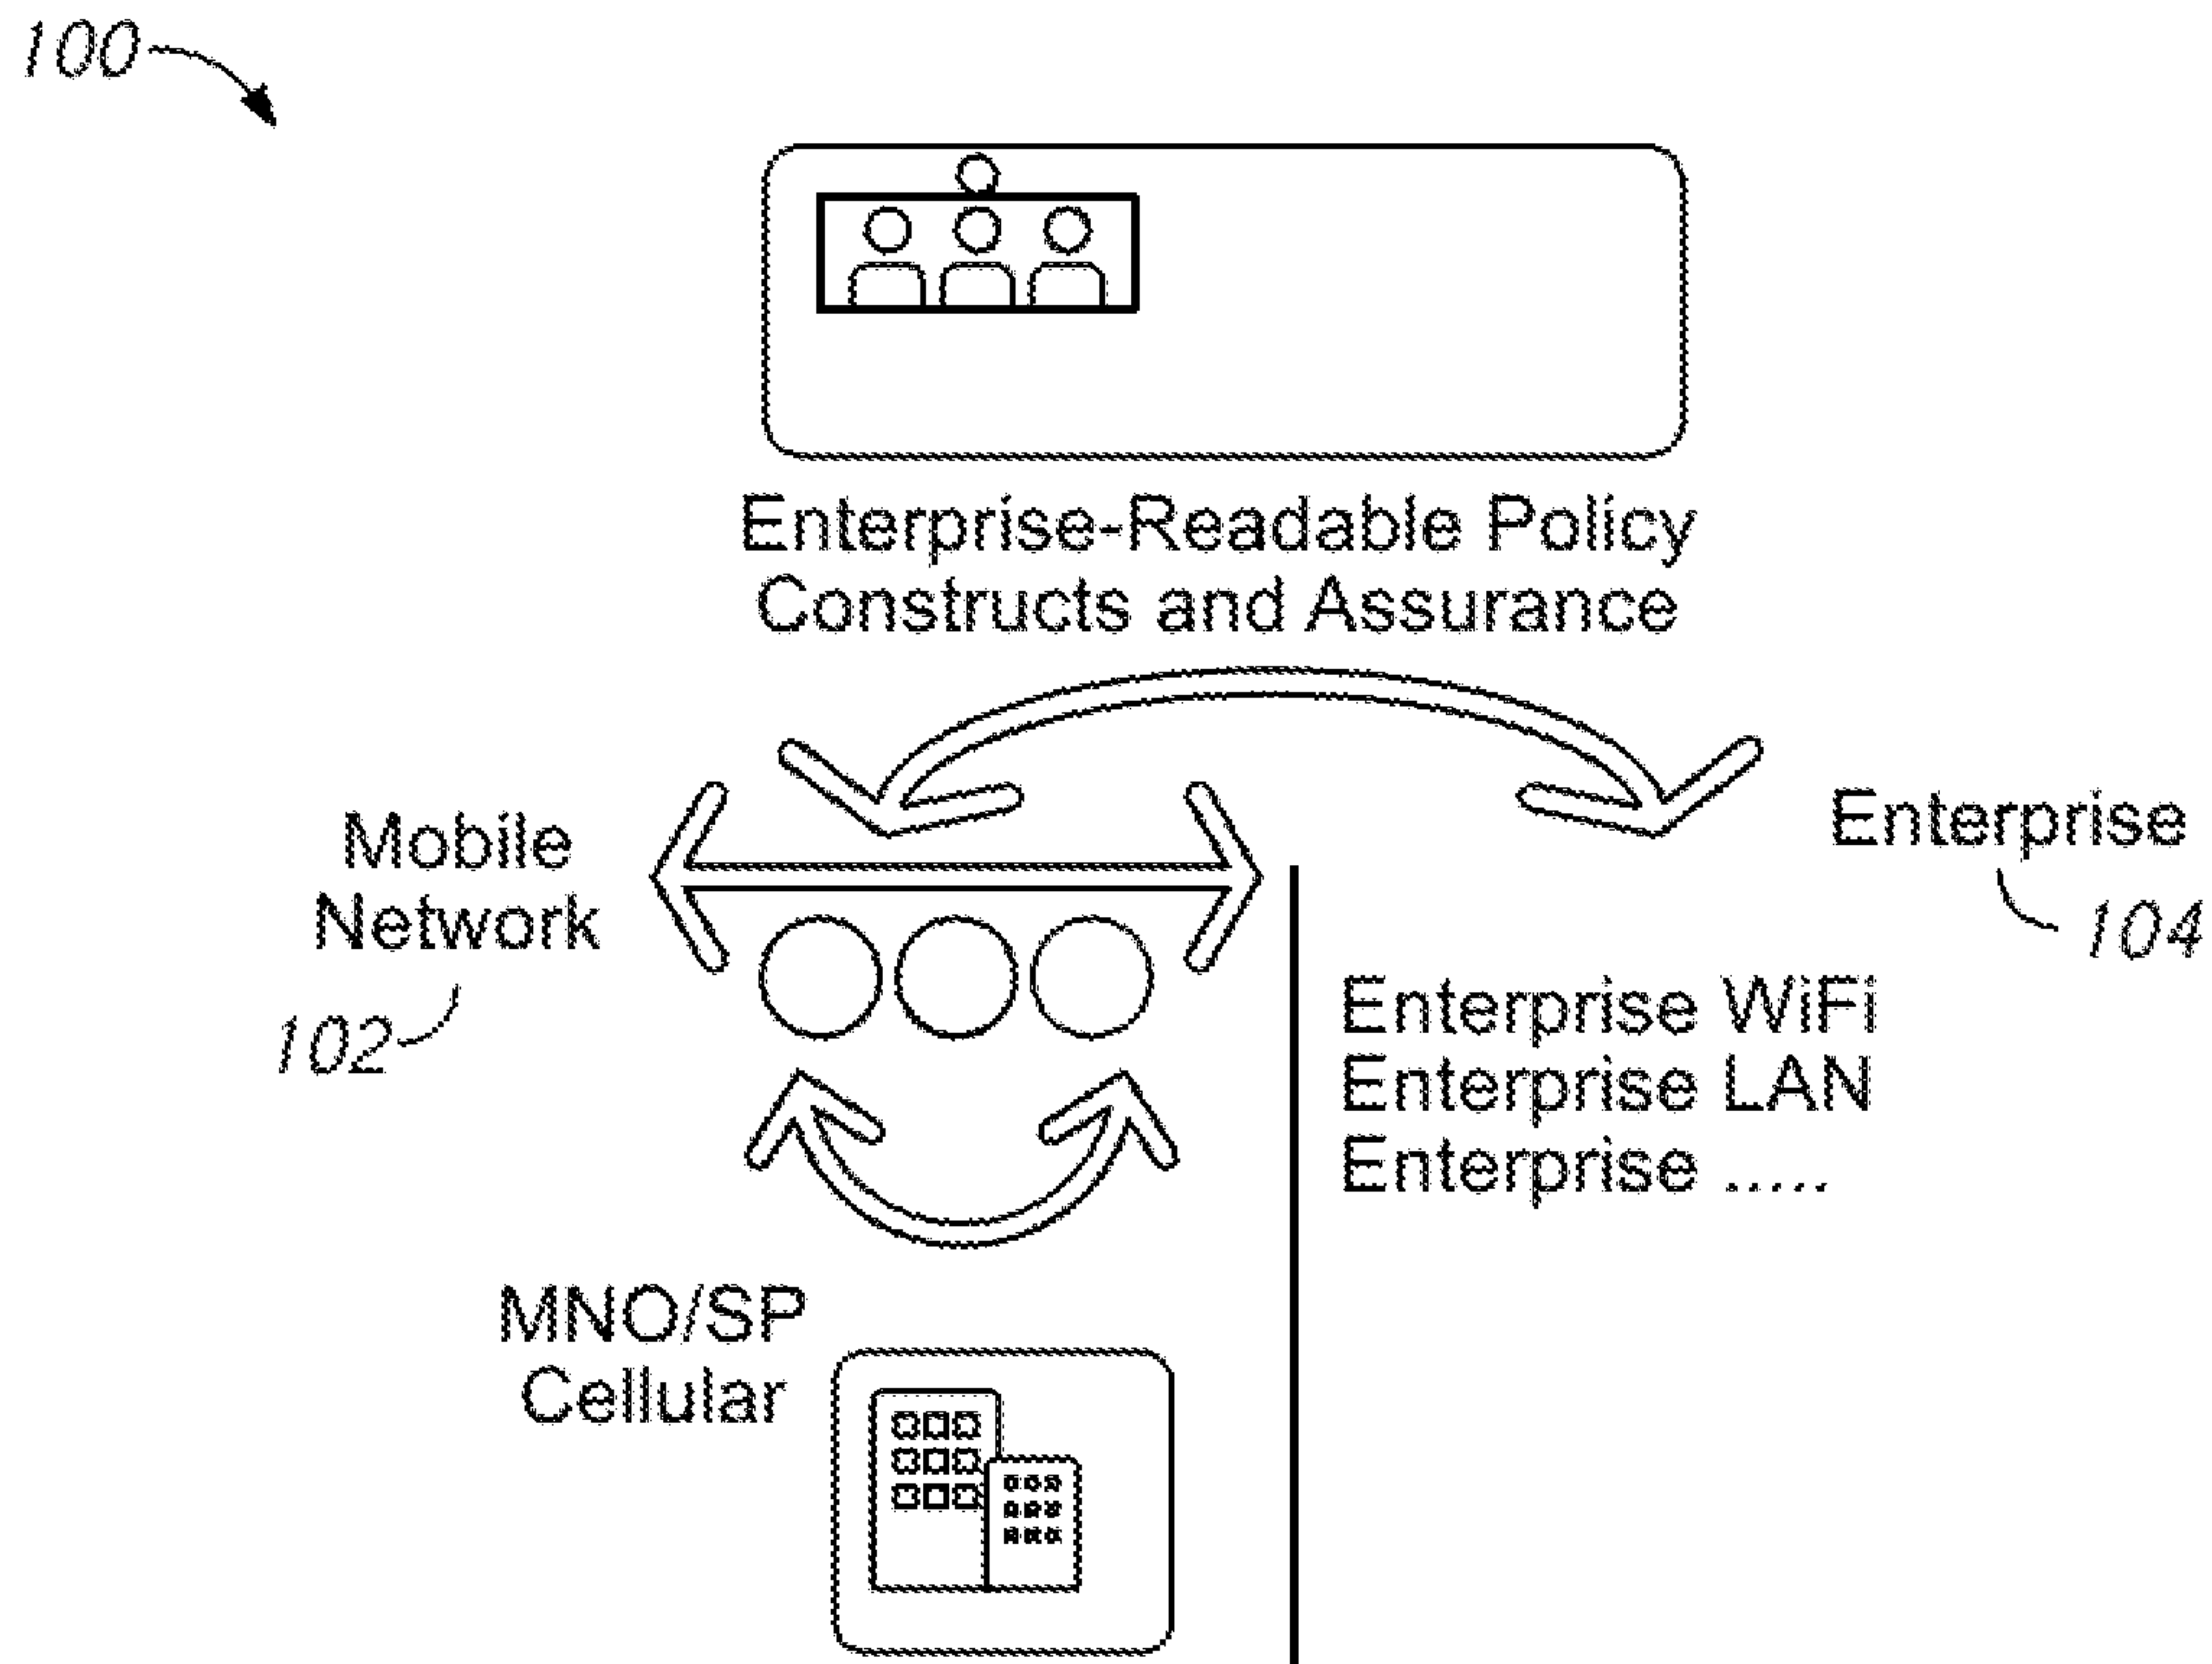 100
Enterprise-Readable Policy
Constructs and Assurance
Mobile
Network
102
Enterprise
104
Enterprise WiFi
Enterprise LAN
Enterprise .....
MNO/SP
Cellular